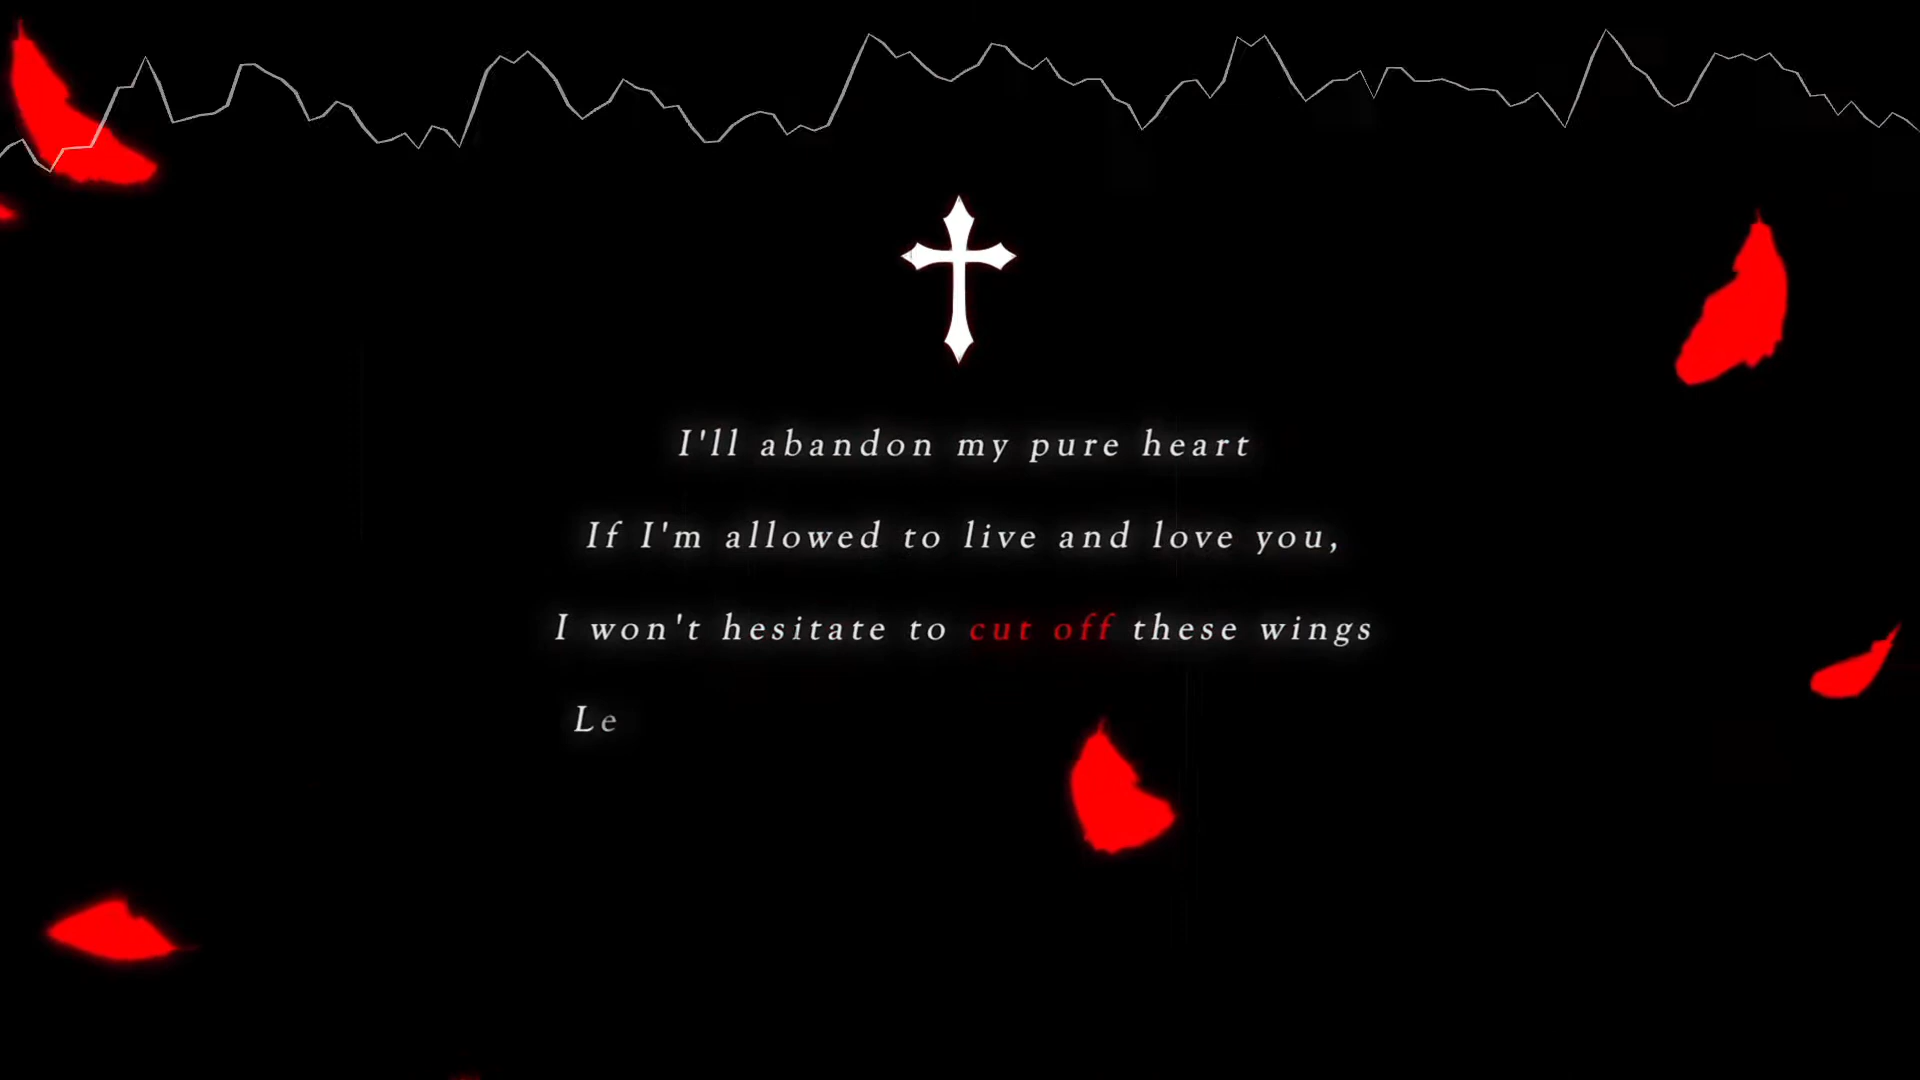 I'll abandon my pure heart
If I'm allowed to live and love you,
I won't hesitate to cut off these wings
Le